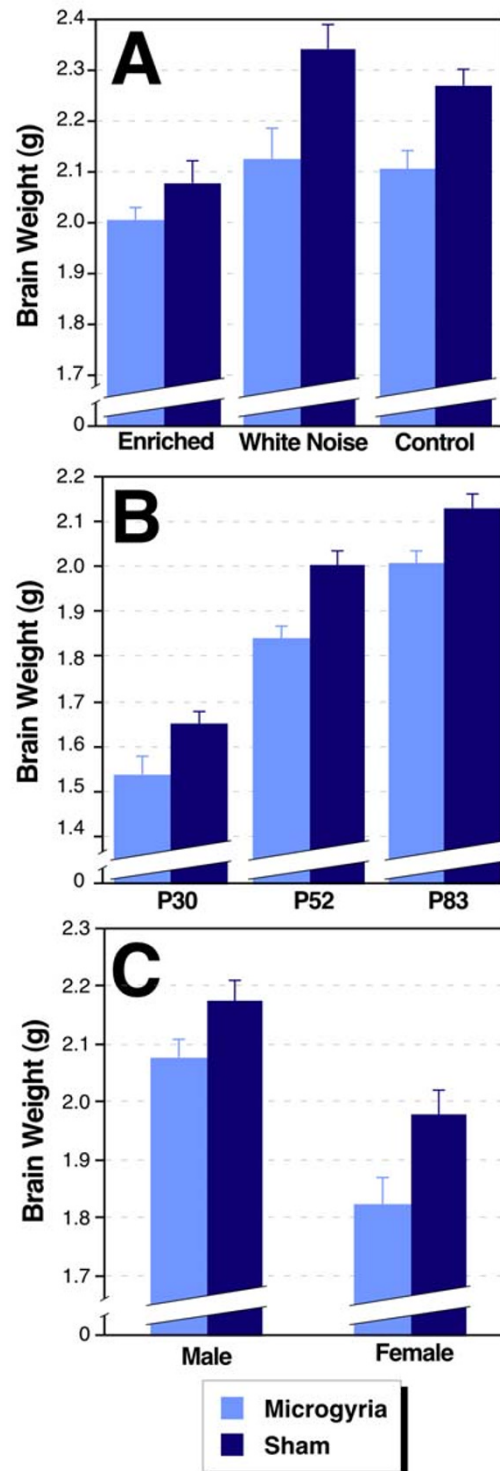 A
Brain Weight (g)
2.4
2.3
2.2
2.1
2.0
1.9
1.8
1.7
0
Enriched White Noise Control
B
Brain Weight (g)
2.2
2.1
2.0
1.9
1.8
1.7
1.6
1.5
1.4
0
P30 P52 P83
C
Brain Weight (g)
2.3
2.2
2.1
2.0
1.9
1.8
1.7
0
Male Female
Microgyria
Sham